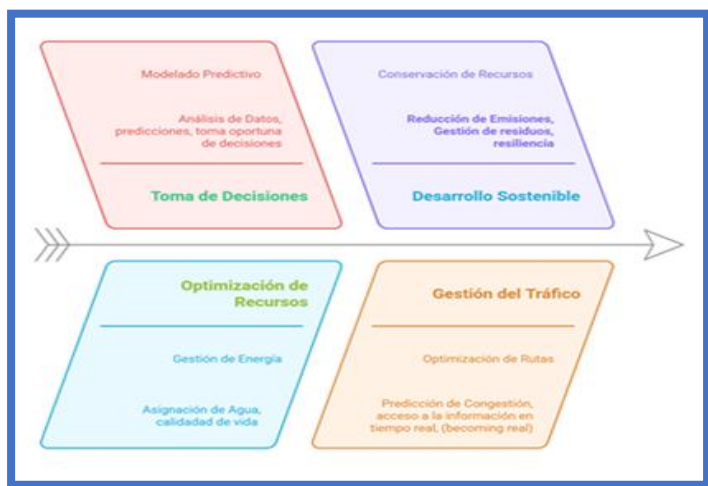 Modelado Predictivo
Análisis de Datos,
predicciones, toma oportuna
de decisiones
Toma de Decisiones
Conservación de Recursos
Reducción de Emisiones,
Gestión de residuos,
resiliencia
Desarrollo Sostenible
Optimización de
Recursos
Gestión de Energía
Asignación de Agua,
calidadad de vida
Gestión del Tráfico
Optimización de Rutas
Predicción de Congestión,
acceso a la información en
tiempo real, (becoming real)